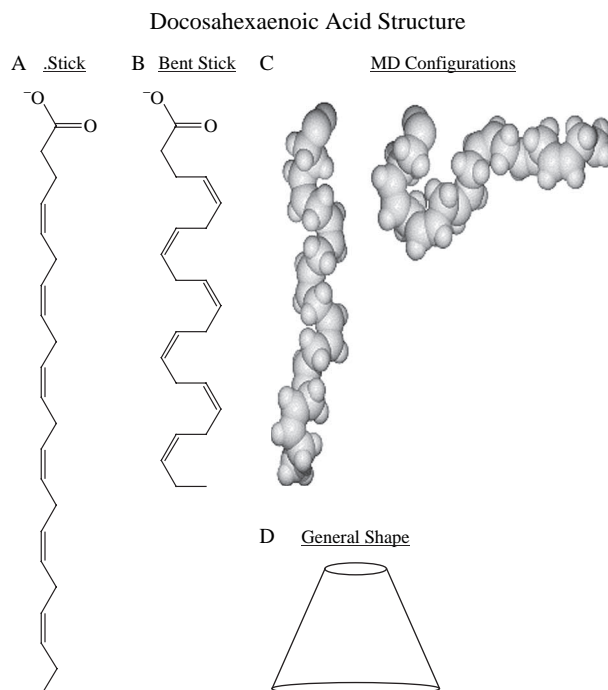 Docosahexaenoic Acid Structure
A .Stick B Bent Stick C MD Configurations
⁻O ⁻O
O O
D General Shape